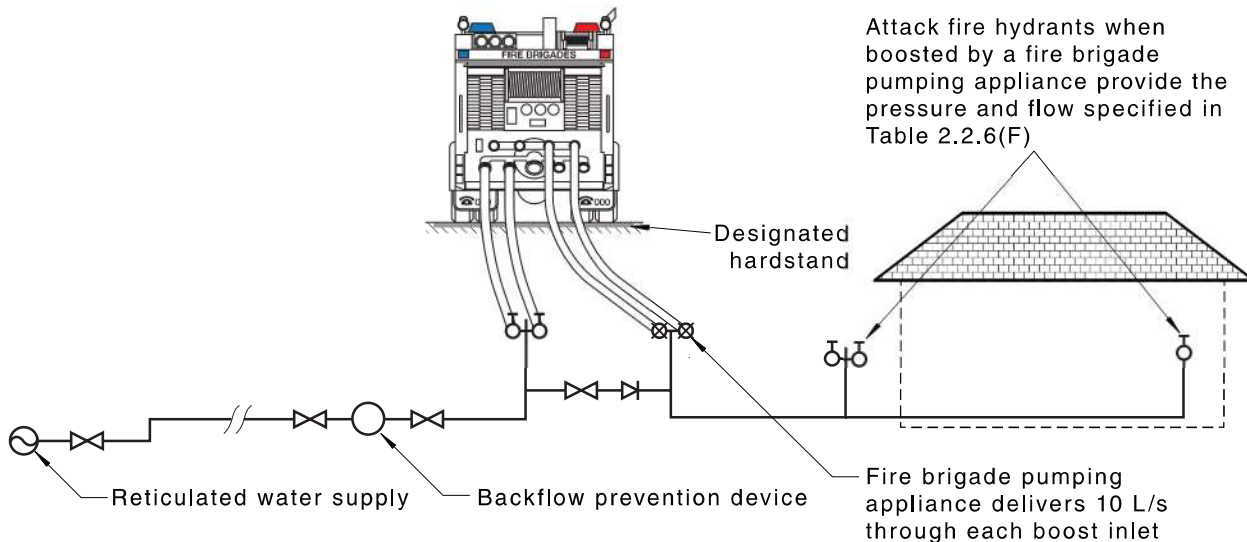 FIRE BRIGADES
Attack fire hydrants when
boosted by a fire brigade
pumping appliance provide the
pressure and flow specified in
Table 2.2.6(F)
☎000
☎000
Designated
hardstand
Reticulated water supply
Backflow prevention device
Fire brigade pumping
appliance delivers 10 L/s
through each boost inlet